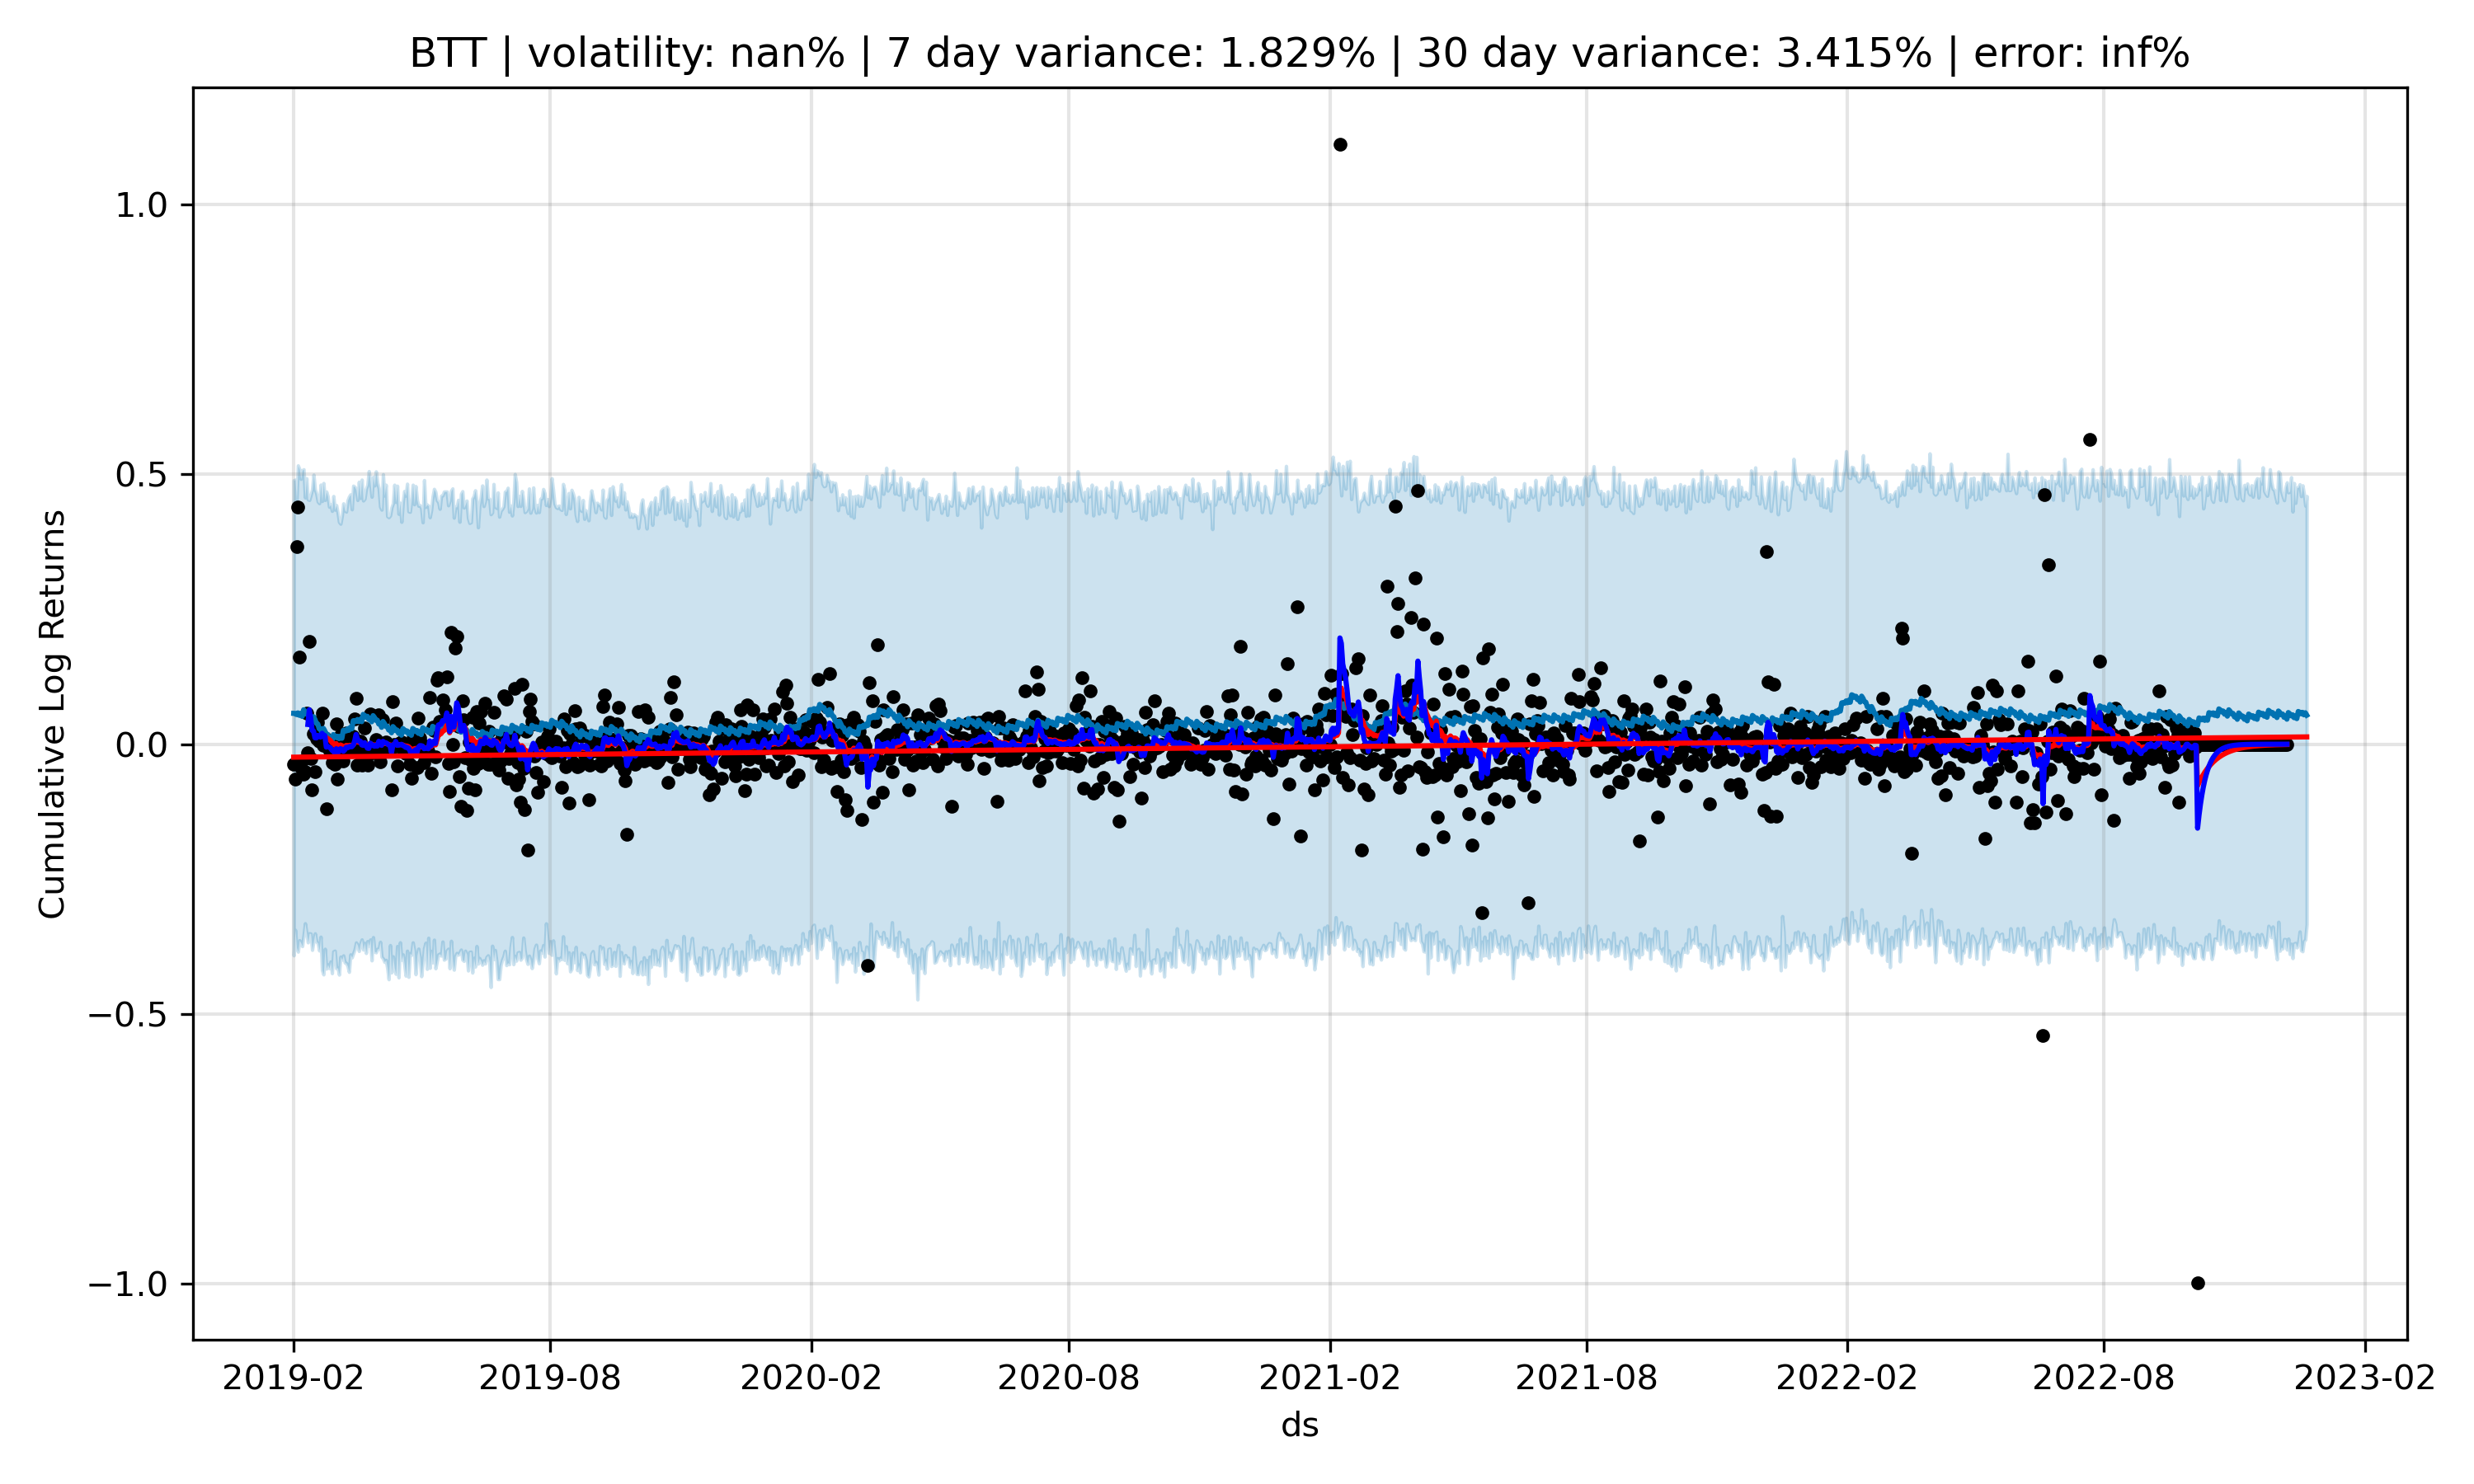 BTT | volatility: nan% | 7 day variance: 1.829% | 30 day variance: 3.415% | error: inf%
Cumulative Log Returns
1.0
0.5
0.0
−0.5
−1.0
2019-02 2019-08 2020-02 2020-08 2021-02 2021-08 2022-02 2022-08 2023-02
ds